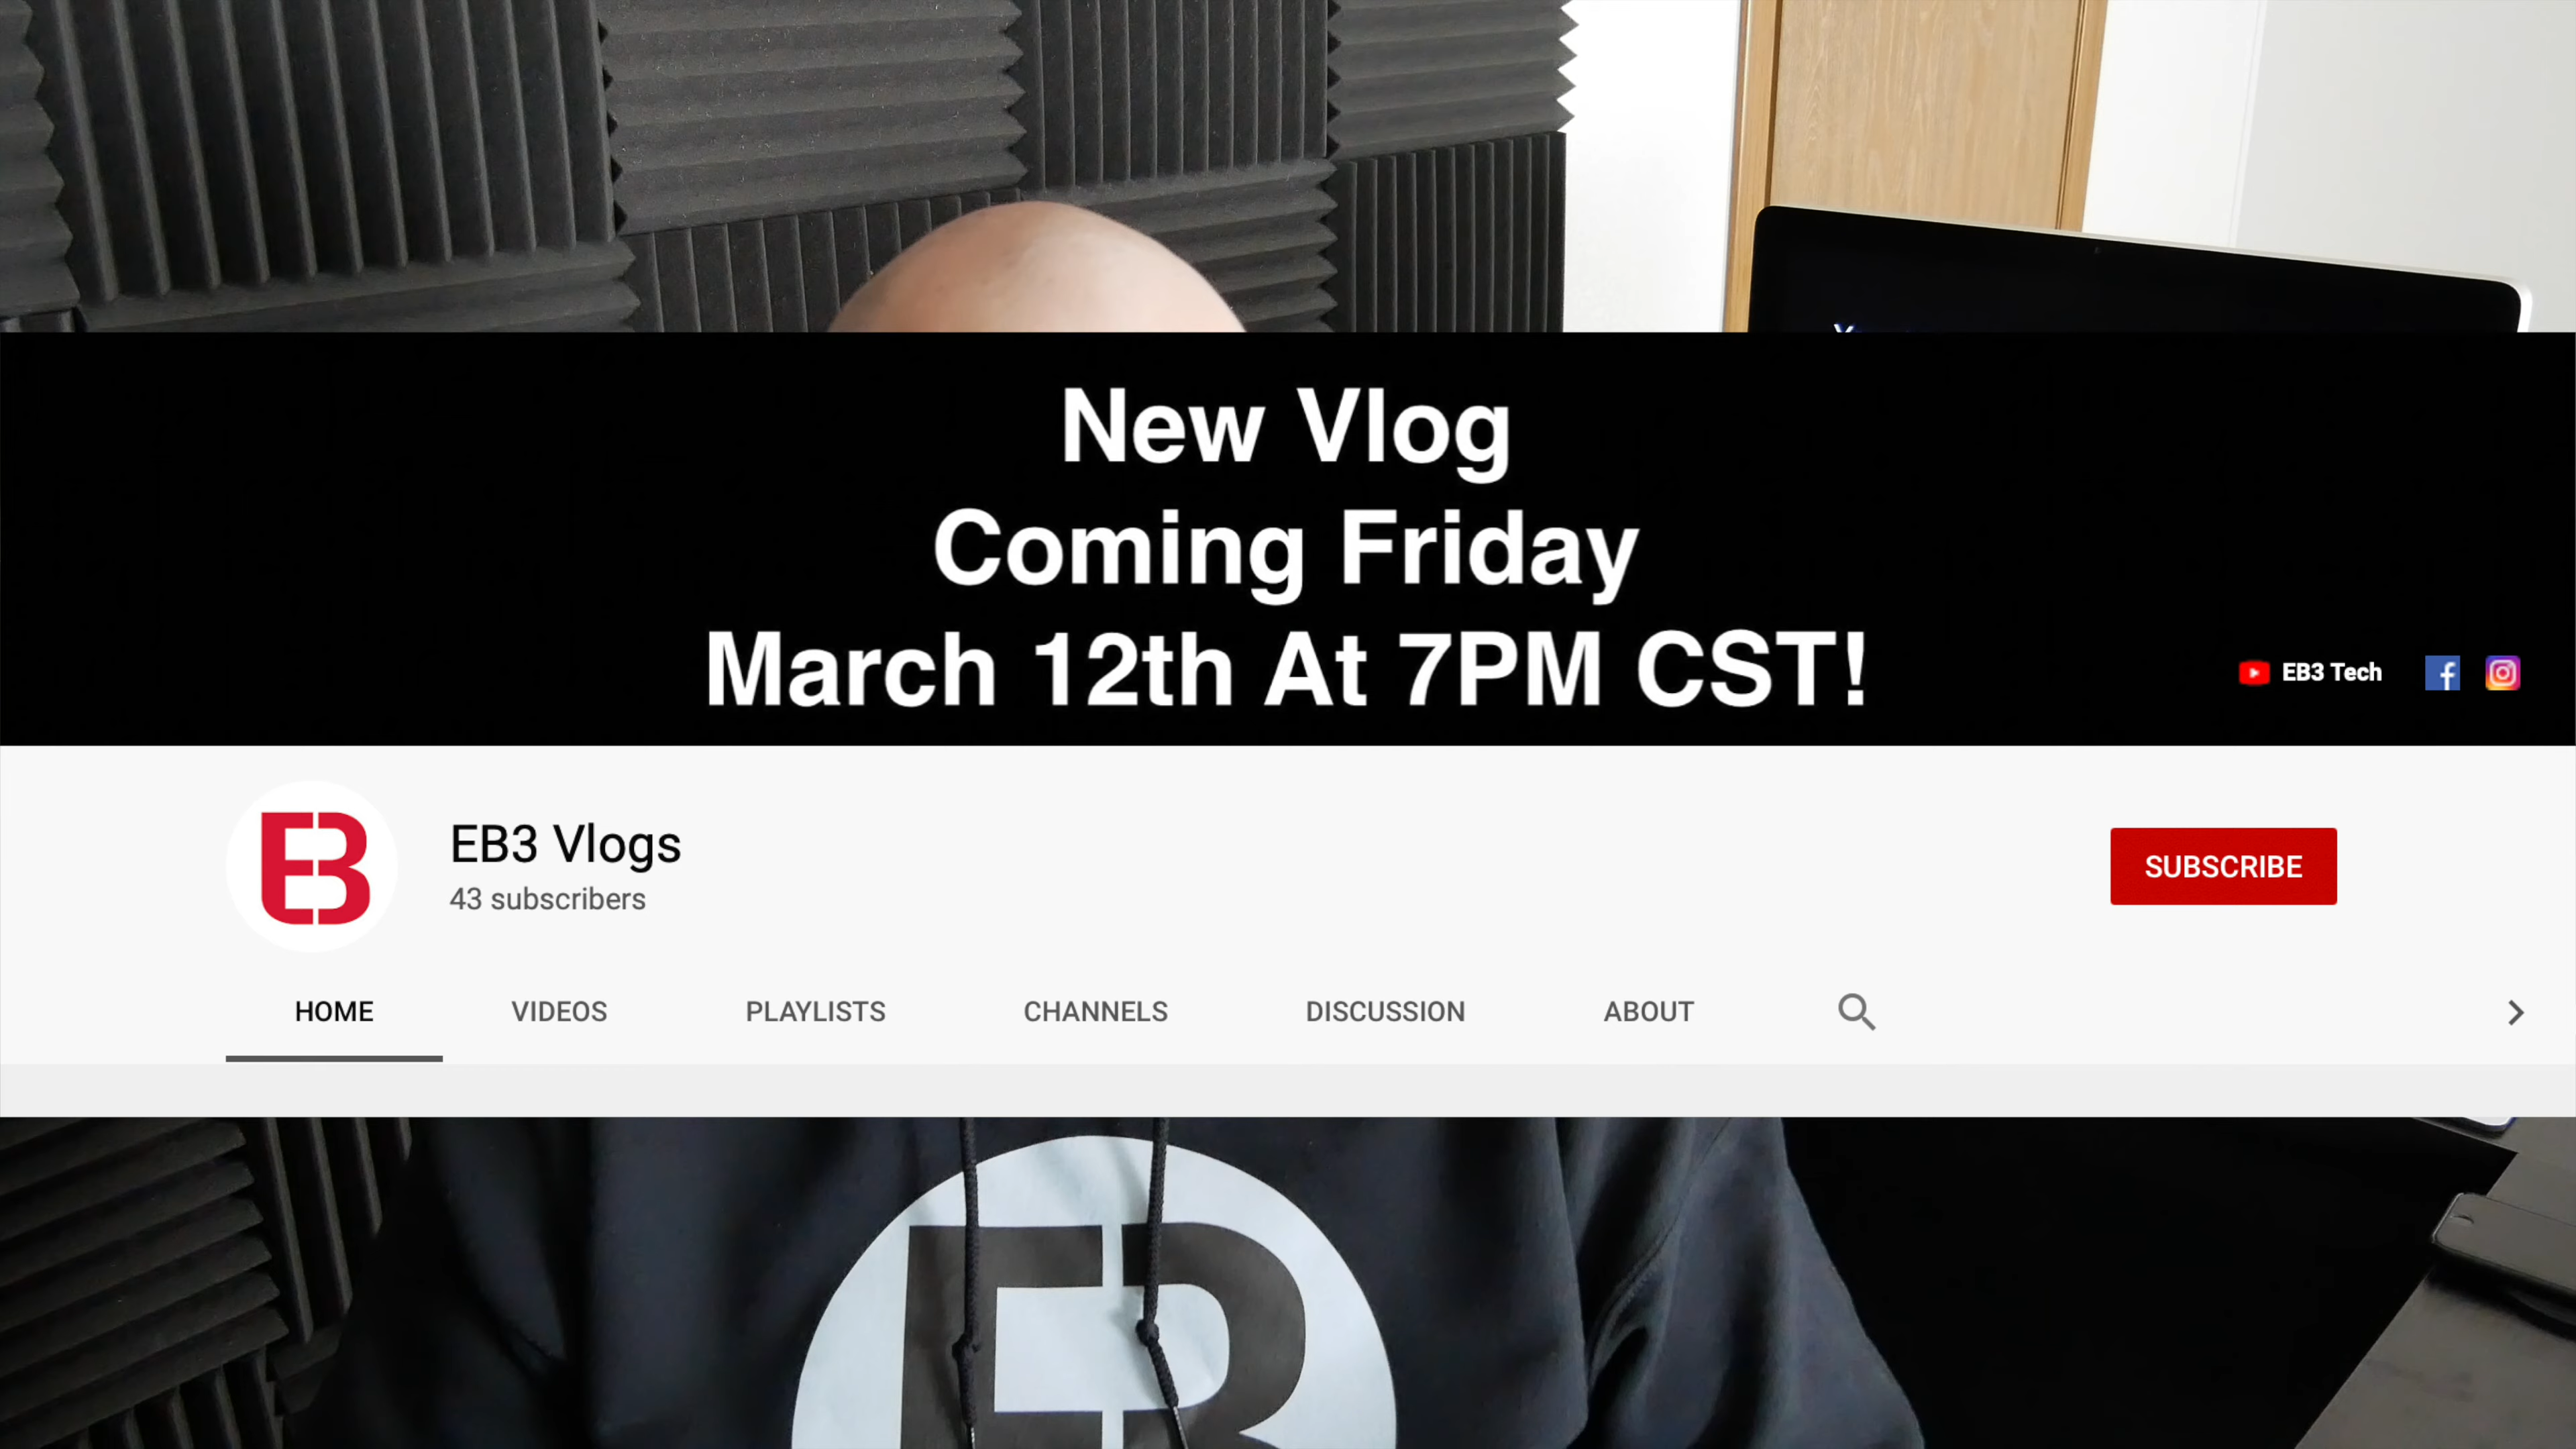 New Vlog
Coming Friday
March 12th At 7PM CST!
EB3 Tech
EB3 Vlogs
43 subscribers
SUBSCRIBE
HOME VIDEOS PLAYLISTS CHANNELS DISCUSSION ABOUT